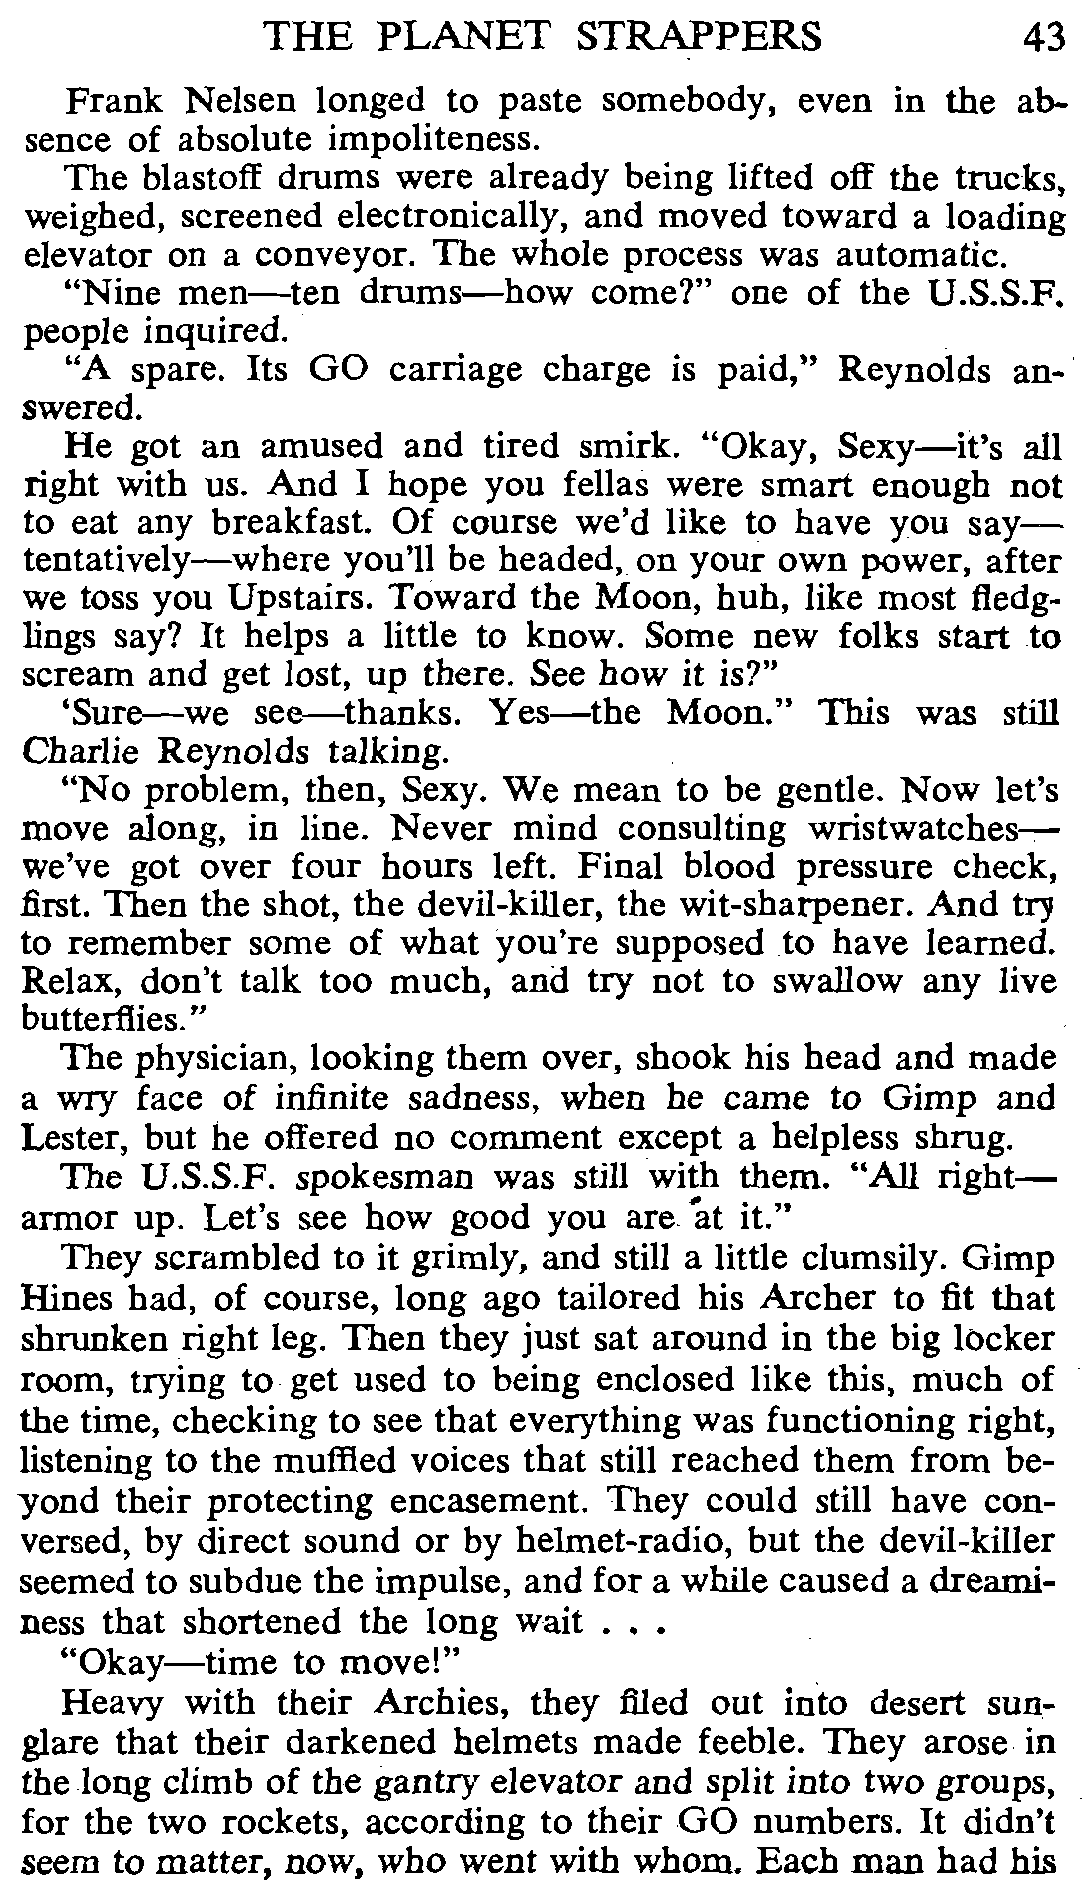 THE PLANET STRAPPERS 43
Frank Nelsen longed to paste somebody, even in the ab-
sence of absolute impoliteness.
The blastoff drums were already being lifted off the trucks,
weighed, screened electronically, and moved toward a loading
elevator on a conveyor. The whole process was automatic.
“Nine men—ten drums—how come?” one of the U.S.S.F.
people inquired.
“A spare. Its GO carriage charge is paid,” Reynolds an-
swered.
He got an amused and tired smirk. “Okay, Sexy—it’s all
right with us. And I hope you fellas were smart enough not
to eat any breakfast. Of course we’d like to have you say—
tentatively—where you’ll be headed, on your own power, after
we toss you Upstairs. Toward the Moon, huh, like most fledg-
lings say? It helps a little to know. Some new folks start to
scream and get lost, up there. See how it is?”
‘Sure—we see—thanks. Yes—the Moon.” This was still
Charlie Reynolds talking.
“No problem, then, Sexy. We mean to be gentle. Now let’s
move along, in line. Never mind consulting wristwatches—
we’ve got over four hours left. Final blood pressure check,
first. Then the shot, the devil-killer, the wit-sharpener. And try
to remember some of what you’re supposed to have learned.
Relax, don’t talk too much, and try not to swallow any live
butterflies.”
The physician, looking them over, shook his head and made
a wry face of infinite sadness, when he came to Gimp and
Lester, but he offered no comment except a helpless shrug.
The U.S.S.F. spokesman was still with them. “All right—
armor up. Let’s see how good you are at it.”
They scrambled to it grimly, and still a little clumsily. Gimp
Hines had, of course, long ago tailored his Archer to fit that
shrunken right leg. Then they just sat around in the big locker
room, trying to get used to being enclosed like this, much of
the time, checking to see that everything was functioning right,
listening to the muffled voices that still reached them from be-
yond their protecting encasement. They could still have con-
versed, by direct sound or by helmet-radio, but the devil-killer
seemed to subdue the impulse, and for a while caused a dreami-
ness that shortened the long wait . . .
“Okay—time to move!”
Heavy with their Archies, they filed out into desert sun-
glare that their darkened helmets made feeble. They arose in
the long climb of the gantry elevator and split into two groups,
for the two rockets, according to their GO numbers. It didn’t
seem to matter, now, who went with whom. Each man had his